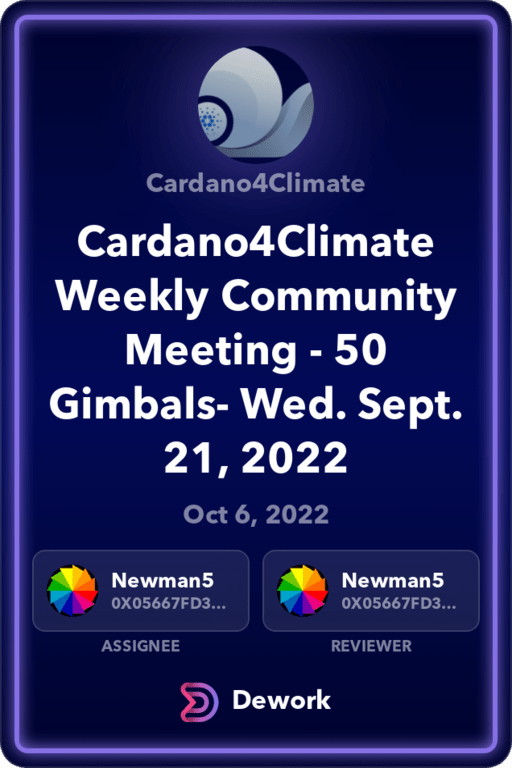 Cardano4Climate
Cardano4Climate
Weekly Community
Meeting - 50
Gimbals- Wed. Sept.
21, 2022
Oct 6, 2022
Newman5
0X05667FD3...
Newman5
0X05667FD3...
ASSIGNEE
REVIEWER
Dework